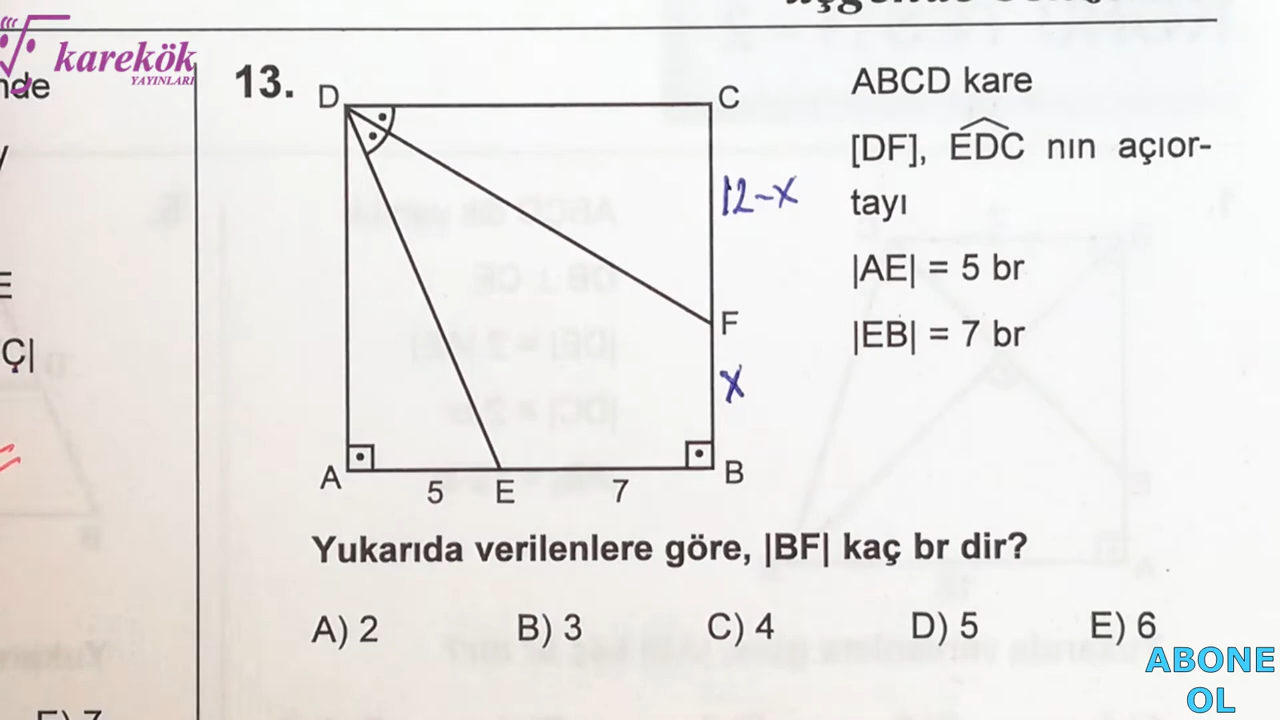 karekök
YAYINLARI
13.
D
C
12-x
F
x
A
B
5
E
7
ABCD kare
[DF], EDC nın açıor-
tayı
|AE| = 5 br
|EB| = 7 br
Yukarıda verilenlere göre, |BF| kaç br dir?
A) 2 B) 3 C) 4 D) 5 E) 6
ABONE
OL